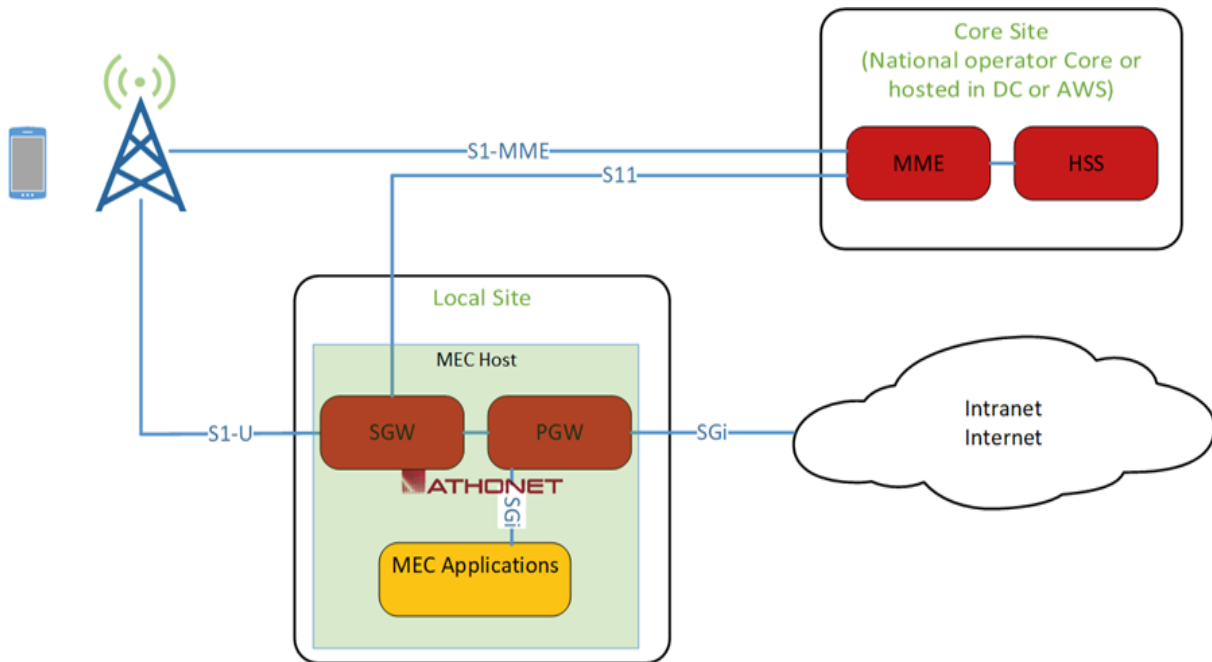 Core Site
(National operator Core or
hosted in DC or AWS)
MME
HSS
S1-MME
S11
Local Site
MEC Host
SGW
PGW
S1-U
SGi
Intranet
Internet
ATHONET
SGi
MEC Applications